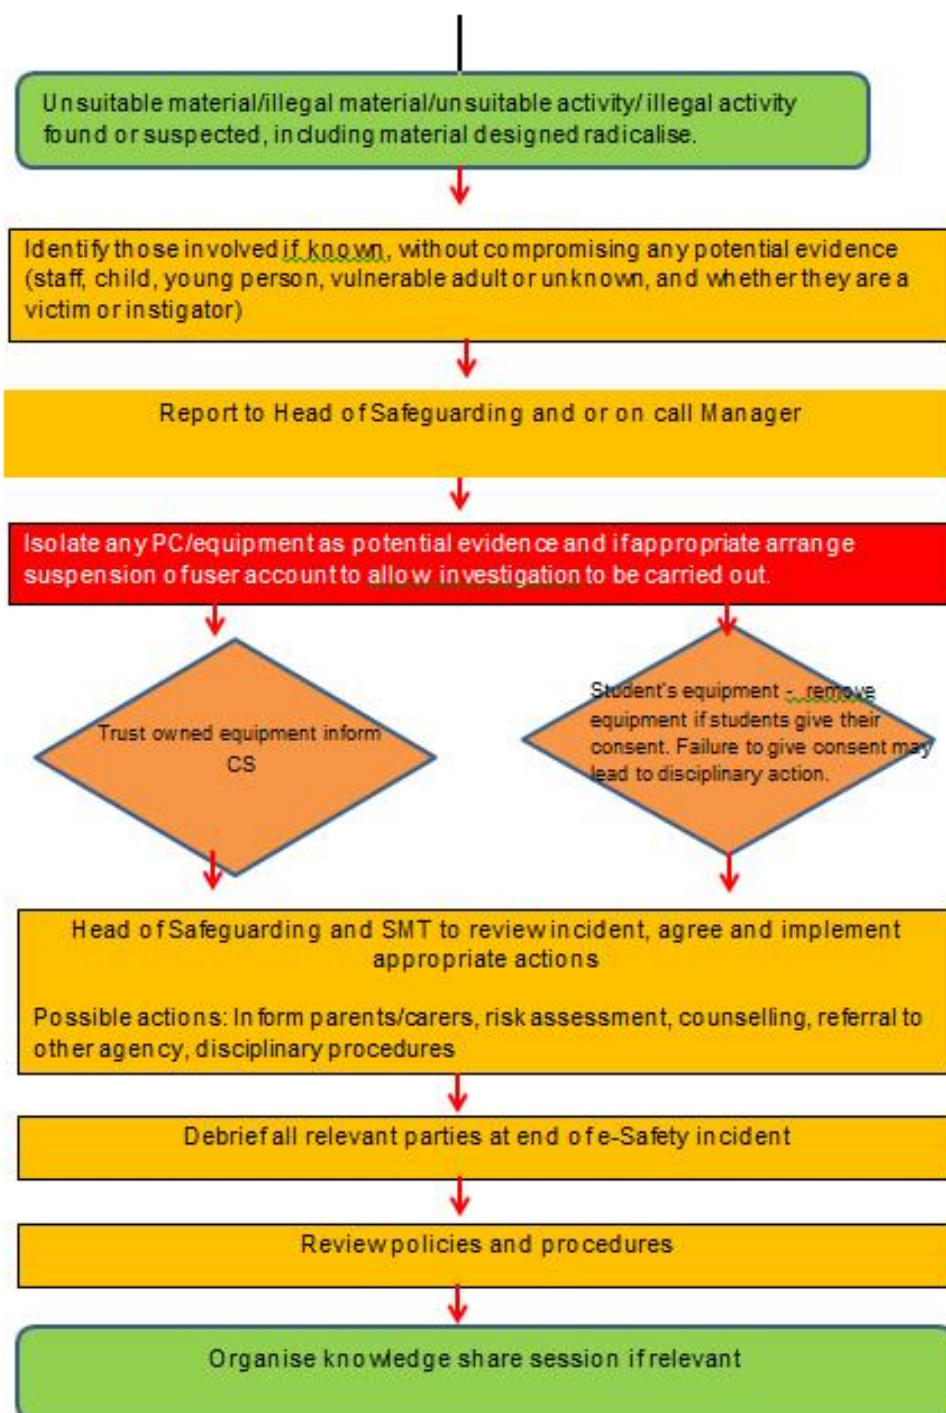 Unsuitable material/illegal material/unsuitable activity/ illegal activity
found or suspected, including material designed radicalise.
Identify those involved if known, without compromising any potential evidence
(staff, child, young person, vulnerable adult or unknown, and whether they are a
victim or instigator)
Report to Head of Safeguarding and or on call Manager
Isolate any PC/equipment as potential evidence and if appropriate arrange
suspension of user account to allow investigation to be carried out.
Trust owned equipment inform
CS
Student's equipment - remove
equipment if students give their
consent. Failure to give consent may
lead to disciplinary action.
Head of Safeguarding and SMT to review incident, agree and implement
appropriate actions
Possible actions: Inform parents/carers, risk assessment, counselling, referral to
other agency, disciplinary procedures
Debrief all relevant parties at end of e-Safety incident
Review policies and procedures
Organise knowledge share session if relevant